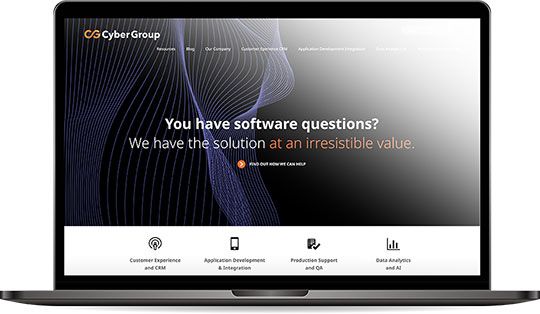 CyberGroup
Resources Blog Our Company Customer Experience CRM Application Development Integration
You have software questions?
We have the solution at an irresistible value.
FIND OUR HOW WE CAN HELP
Customer Experience
and CRM
Application Development
& Integration
Production Support
and QA
Data Analytics
and AI